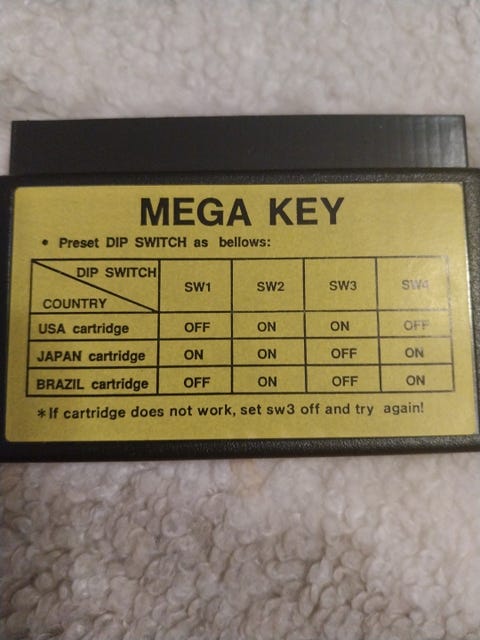 MEGA KEY
• Preset DIP SWITCH as bellows:
DIP SWITCH
COUNTRY SW1 SW2 SW3 SW4
USA cartridge OFF ON ON OFF
JAPAN cartridge ON ON OFF ON
BRAZIL cartridge OFF ON OFF ON
*If cartridge does not work, set sw3 off and try again!